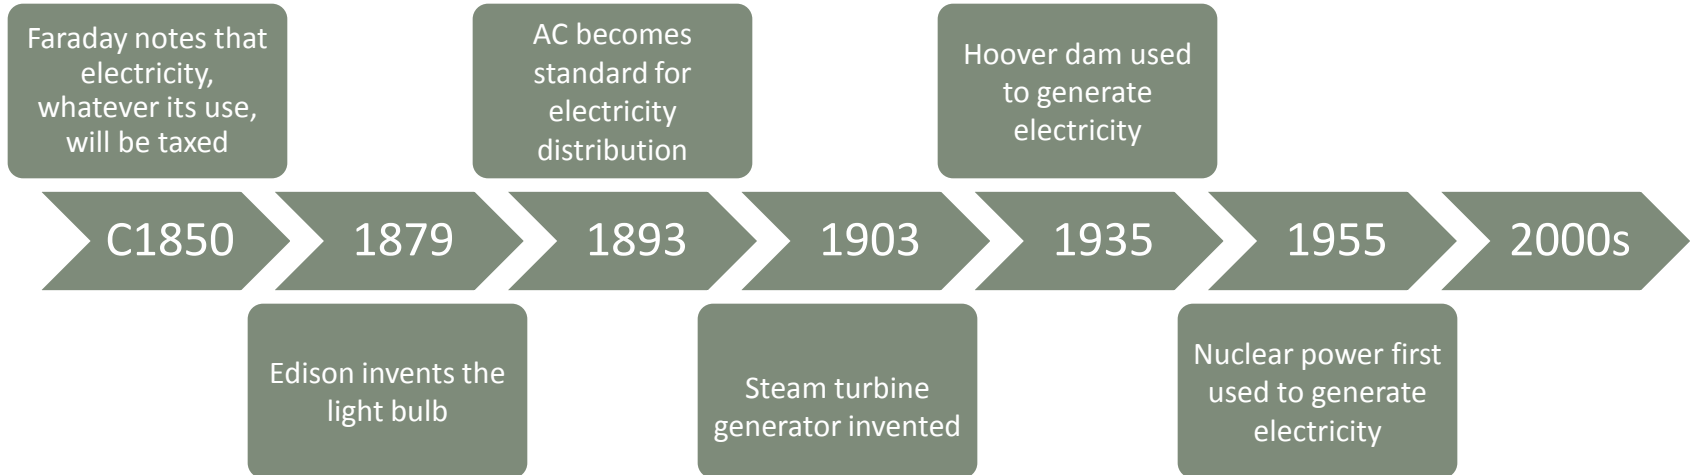 Faraday notes that
electricity,
whatever its use,
will be taxed
AC becomes
standard for
electricity
distribution
Hoover dam used
to generate
electricity
C1850
1879
1893
1903
1935
1955
2000s
Edison invents the
light bulb
Steam turbine
generator invented
Nuclear power first
used to generate
electricity